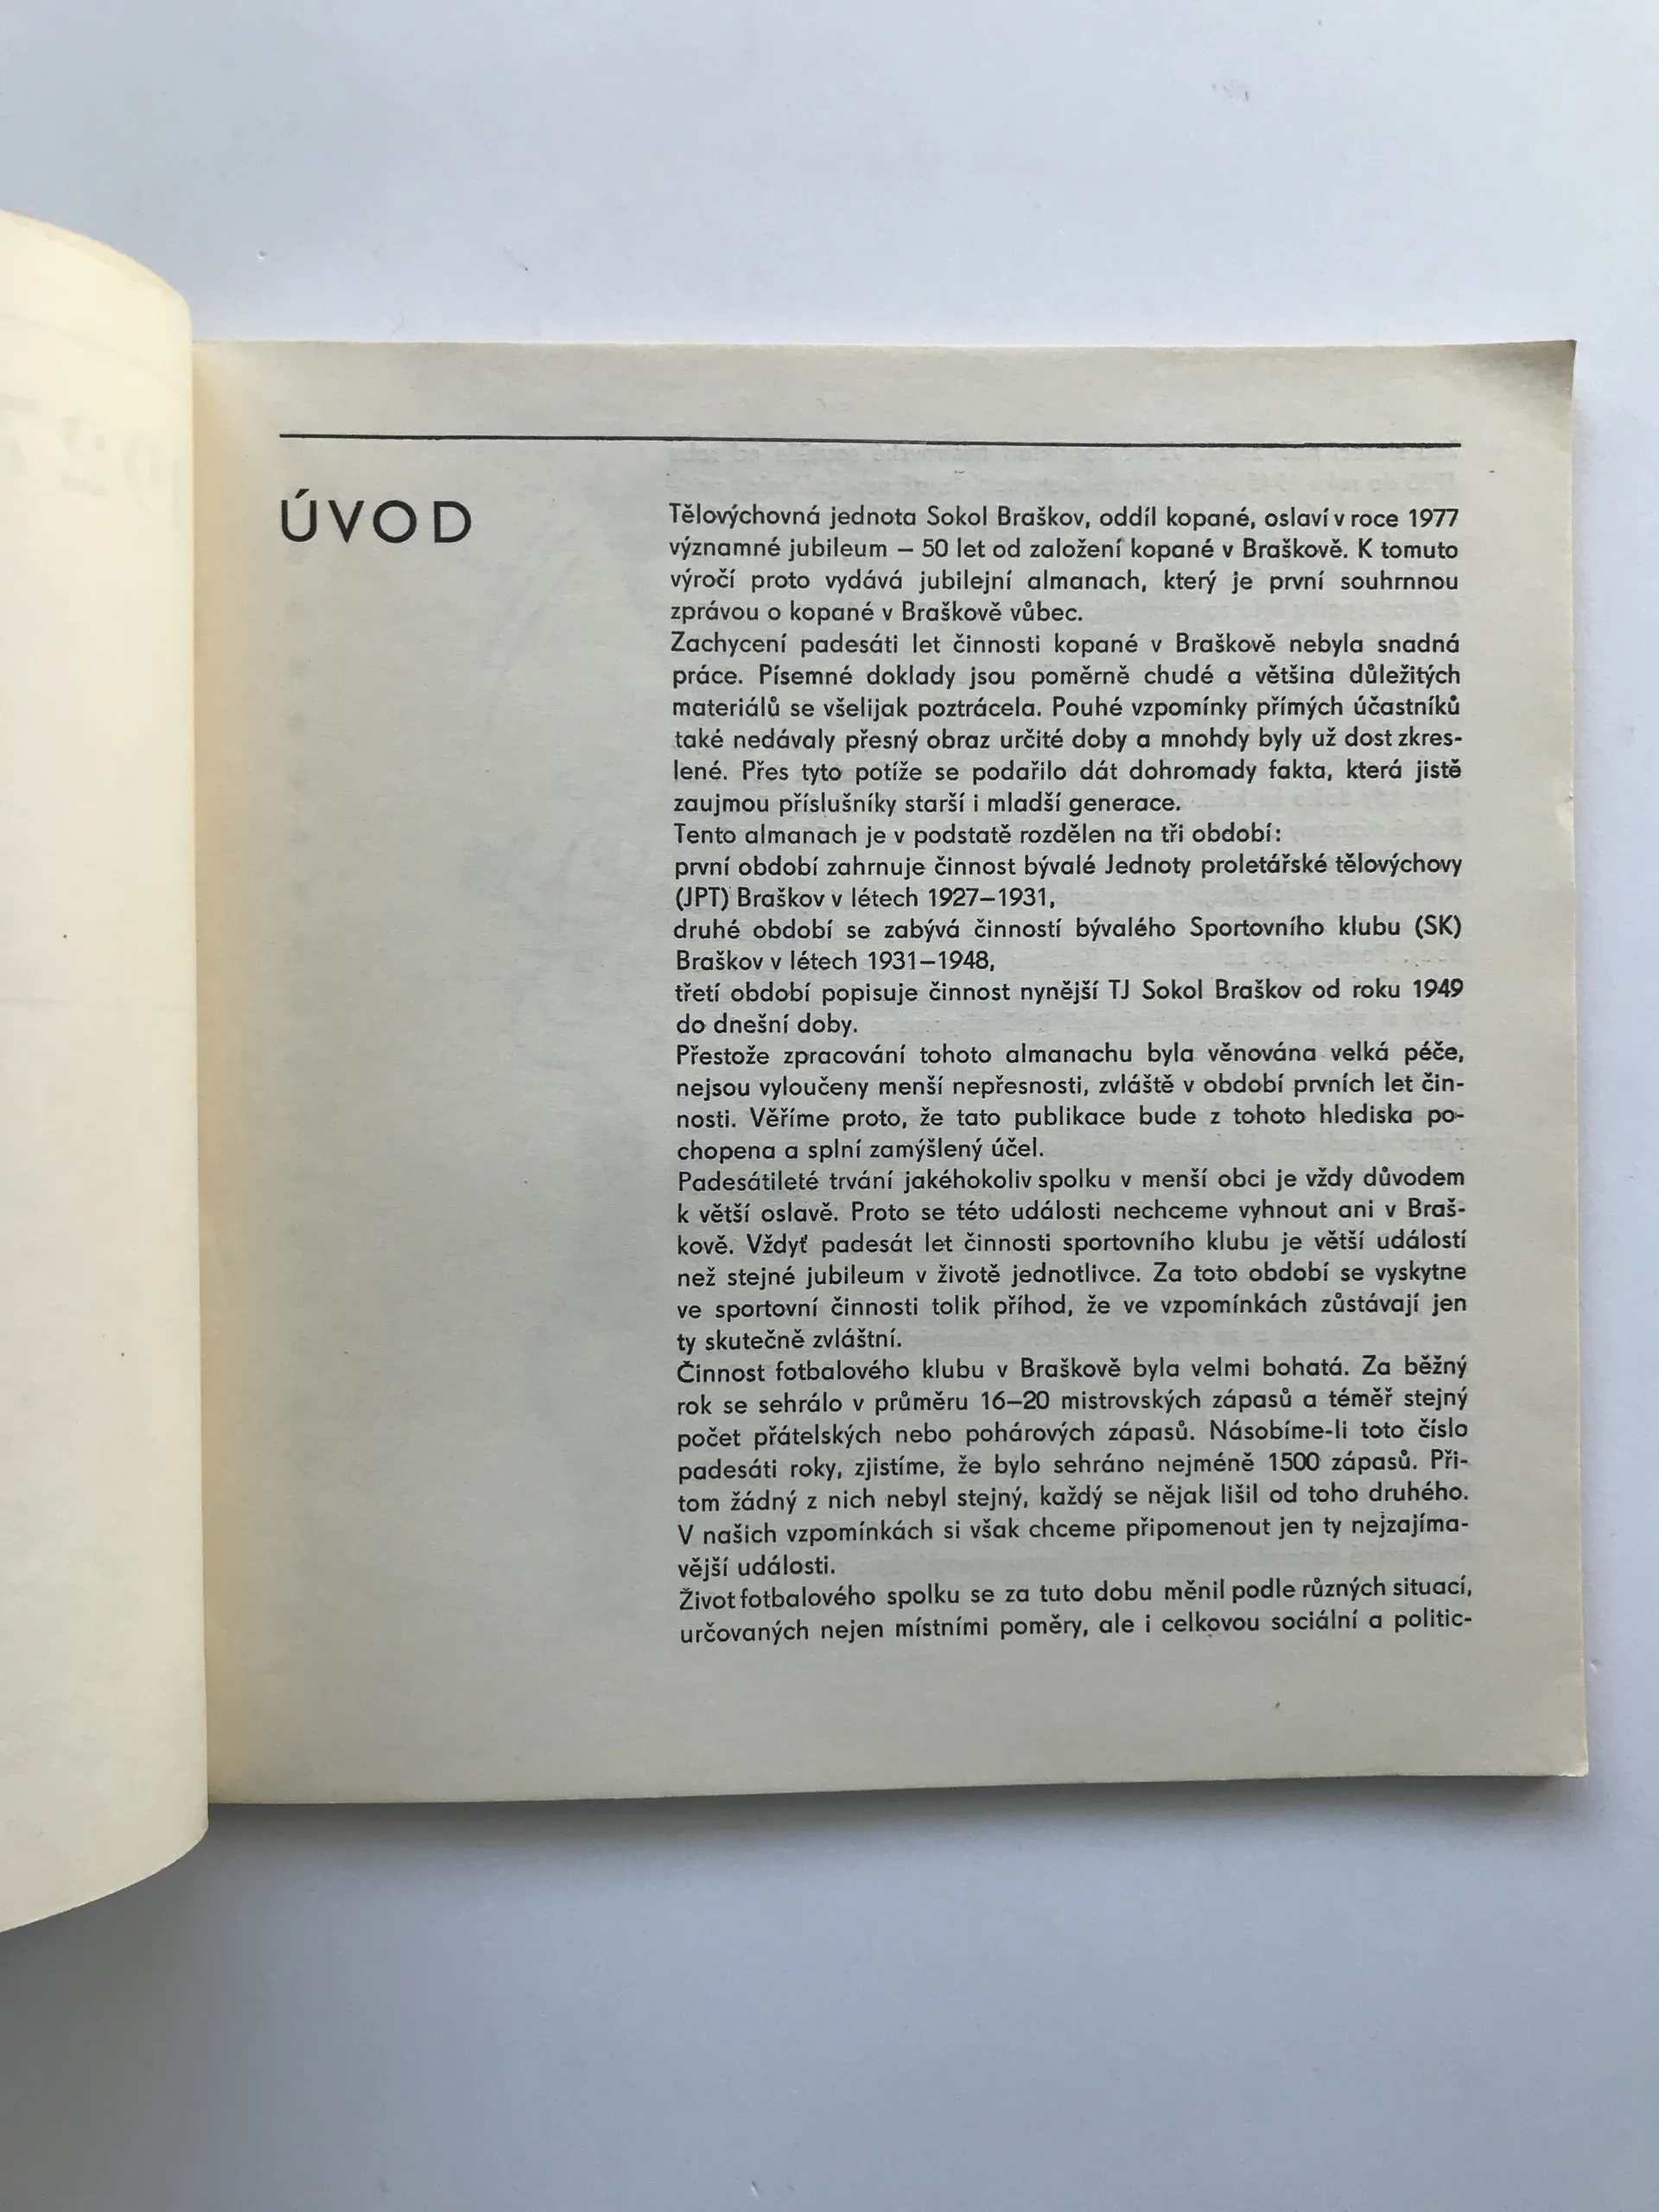 ÚVOD
Tělovýchovná jednota Sokol Braškov, oddíl kopané, oslaví v roce 1977
významné jubileum – 50 let od založení kopané v Braškově. K tomuto
výročí proto vydává jubilejní almanach, který je první souhrnnou
zprávou o kopané v Braškově vůbec.
Zachycení padesáti let činnosti kopané v Braškově nebyla snadná
práce. Písemné doklady jsou poměrně chudé a většina důležitých
materiálů se všelijak poztrácela. Pouhé vzpomínky přímých účastníků
také nedávaly přesný obraz určité doby a mnohdy byly už dost zkres-
lené. Přes tyto potíže se podařilo dát dohromady fakta, která jistě
zaujmou příslušníky starší i mladší generace.
Tento almanach je v podstatě rozdělen na tři období:
první období zahrnuje činnost bývalé Jednoty proletářské tělovýchovy
(JPT) Braškov v létech 1927–1931,
druhé období se zabývá činností bývalého Sportovního klubu (SK)
Braškov v létech 1931–1948,
třetí období popisuje činnost nynější TJ Sokol Braškov od roku 1949
do dnešní doby.
Přestože zpracování tohoto almanachu byla věnována velká péče,
nejsou vyloučeny menší nepřesnosti, zvláště v období prvních let čin-
nosti. Věříme proto, že tato publikace bude z tohoto hlediska po-
chopena a splní zamýšlený účel.
Padesátileté trvání jakéhokoliv spolku v menší obci je vždy důvodem
k větší oslavě. Proto se této události nechceme vyhnout ani v Braš-
kově. Vždyť padesát let činnosti sportovního klubu je větší událostí
než stejné jubileum v životě jednotlivce. Za toto období se vyskytne
ve sportovní činnosti tolik příhod, že ve vzpomínkách zůstávají jen
ty skutečně zvláštní.
Činnost fotbalového klubu v Braškově byla velmi bohatá. Za běžný
rok se sehrálo v průměru 16–20 mistrovských zápasů a téměř stejný
počet přátelských nebo pohárových zápasů. Násobíme-li toto číslo
padesáti roky, zjistíme, že bylo sehráno nejméně 1500 zápasů. Při-
tom žádný z nich nebyl stejný, každý se nějak lišil od toho druhého.
V našich vzpomínkách si však chceme připomenout jen ty nejzajíma-
vější události.
Život fotbalového spolku se za tuto dobu měnil podle různých situací,
určovaných nejen místními poměry, ale i celkovou sociální a politic-